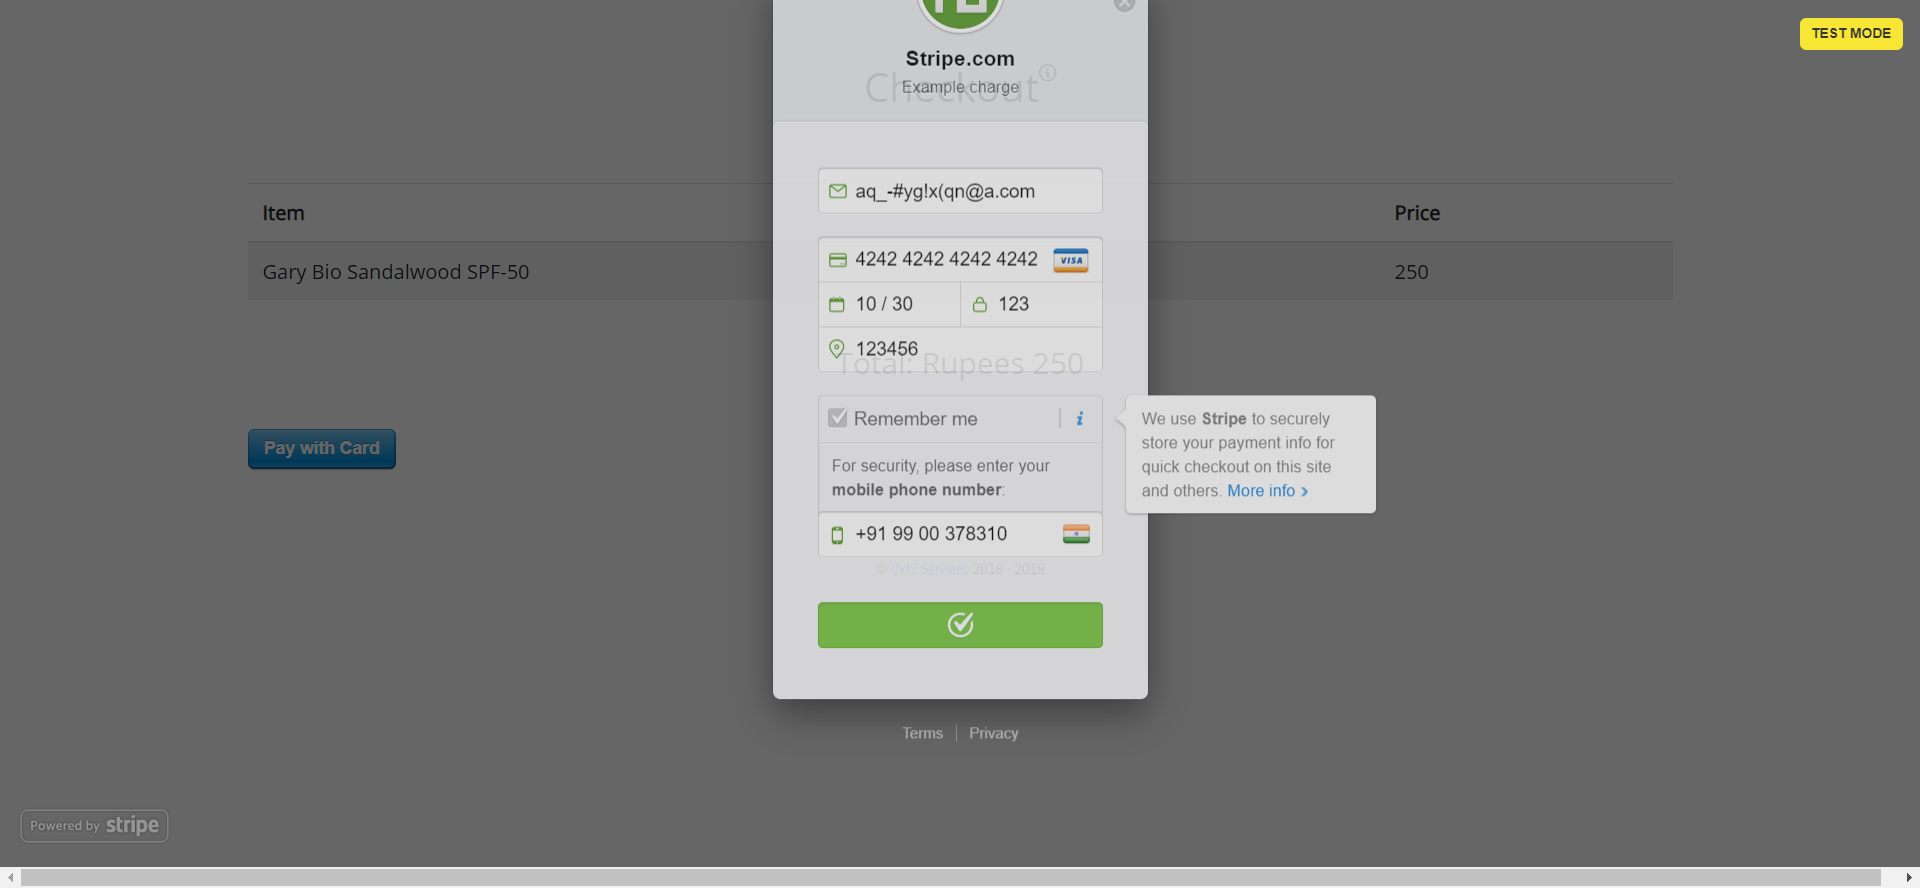 TEST MODE
Stripe.com
Checkout
Example charge
aq_-#yg!x(qn@a.com
Item
Price
4242 4242 4242 4242
VISA
Gary Bio Sandalwood SPF-50
250
10 / 30
123
123456
Total: Rupees 250
Remember me
i
We use Stripe to securely
store your payment info for
quick checkout on this site
and others. More info ›
Pay with Card
For security, please enter your
mobile phone number:
+91 99 00 378310
© Qxf2 Services 2018 - 2019
Terms
Privacy
Powered by stripe